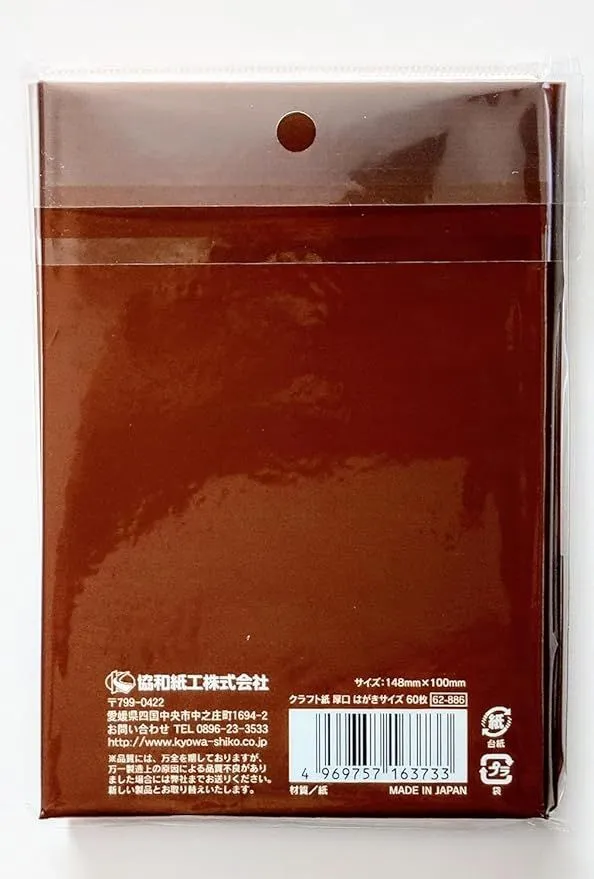 協和紙工株式会社
〒799-0422
愛媛県四国中央市中之庄町1694-2
お問い合わせ TEL 0896-23-3533
http://www.kyowa-shiko.co.jp
※品質には、万全を期しておりますが、
万一製造上の原因による品質不良があり
ました場合には弊社までお送りください。
新しい製品とお取り替えいたします。
サイズ:148mm×100mm
クラフト紙 厚口 はがきサイズ 60枚 62-886
4 969757 163733
材質/紙 MADE IN JAPAN
紙
台紙
プラ
袋